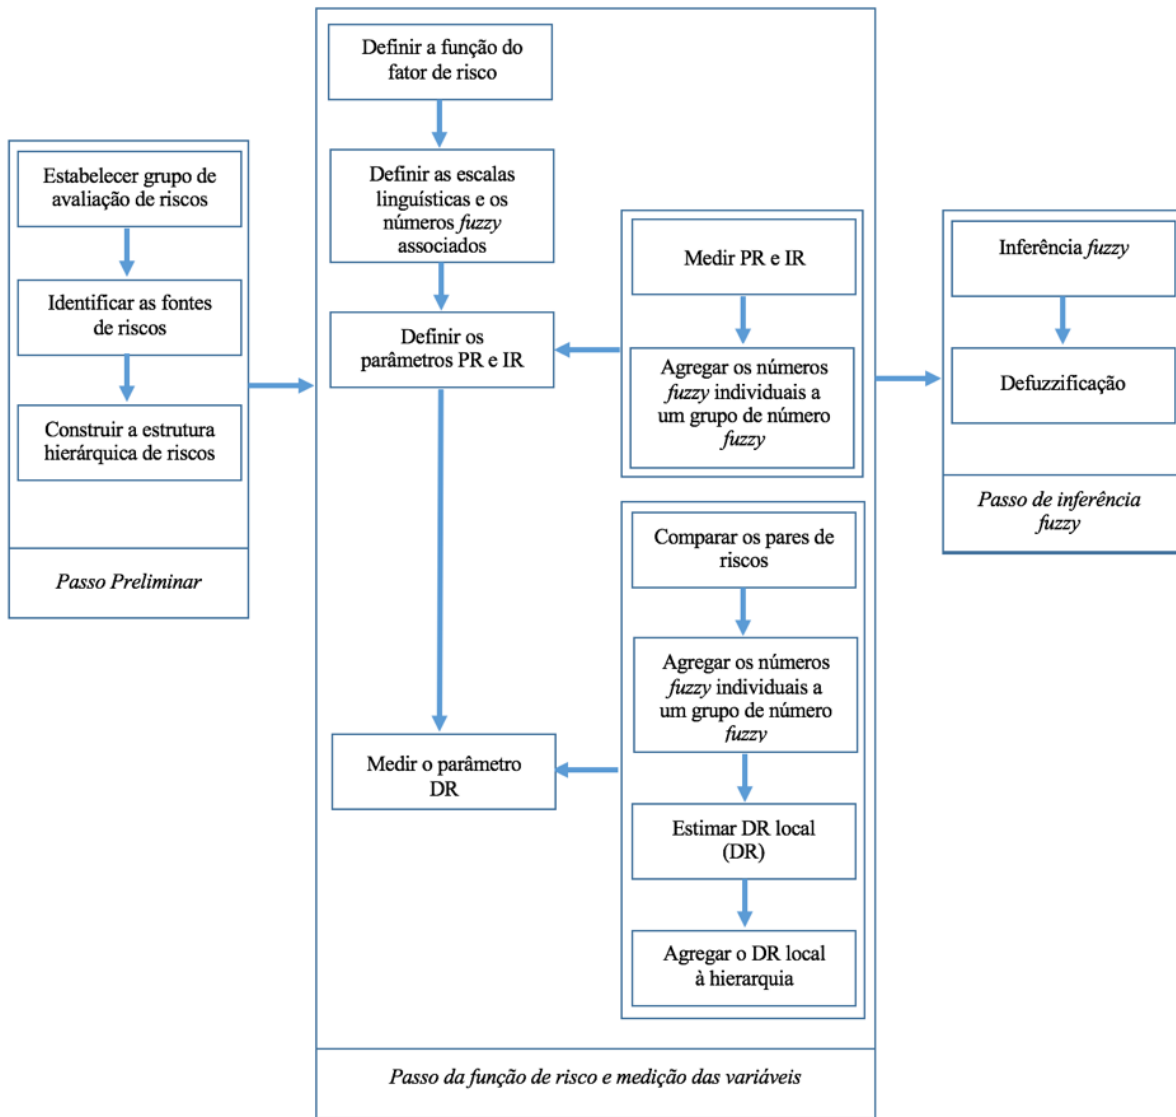 Estabelecer grupo de
avaliação de riscos
Identificar as fontes
de riscos
Construir a estrutura
hierárquica de riscos
Passo Preliminar
Definir a função do
fator de risco
Definir as escalas
linguísticas e os
números fuzzy
associados
Definir os
parâmetros PR e IR
Medir o parâmetro
DR
Medir PR e IR
Agregar os números
fuzzy individuais a
um grupo de número
fuzzy
Comparar os pares de
riscos
Agregar os números
fuzzy individuais a
um grupo de número
fuzzy
Estimar DR local
(DR)
Agregar o DR local
à hierarquia
Passo da função de risco e medição das variáveis
Inferência fuzzy
Defuzzificação
Passo de inferência
fuzzy